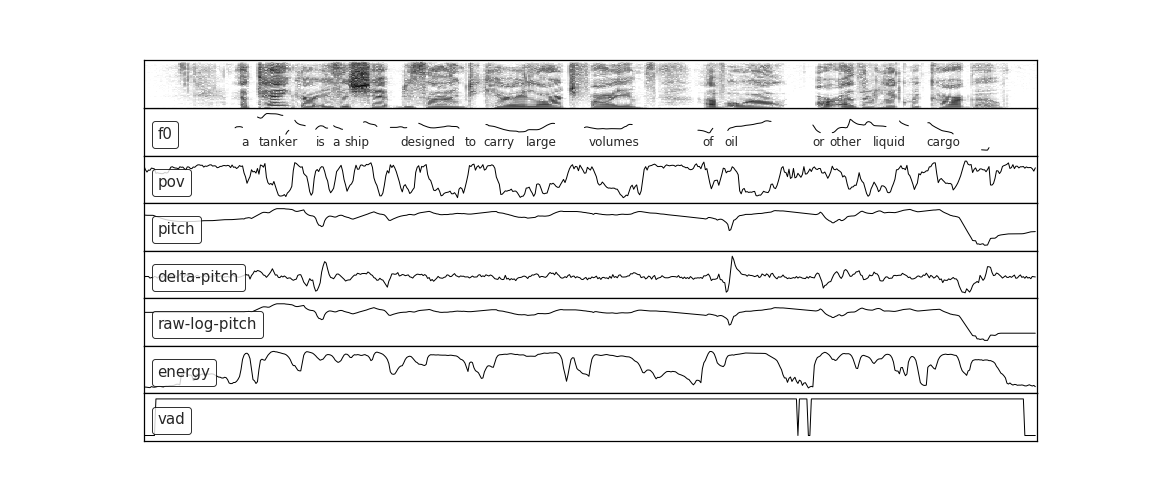 f0
a tanker is a ship designed to carry large volumes of oil or other liquid cargo
pov
pitch
delta-pitch
raw-log-pitch
energy
vad